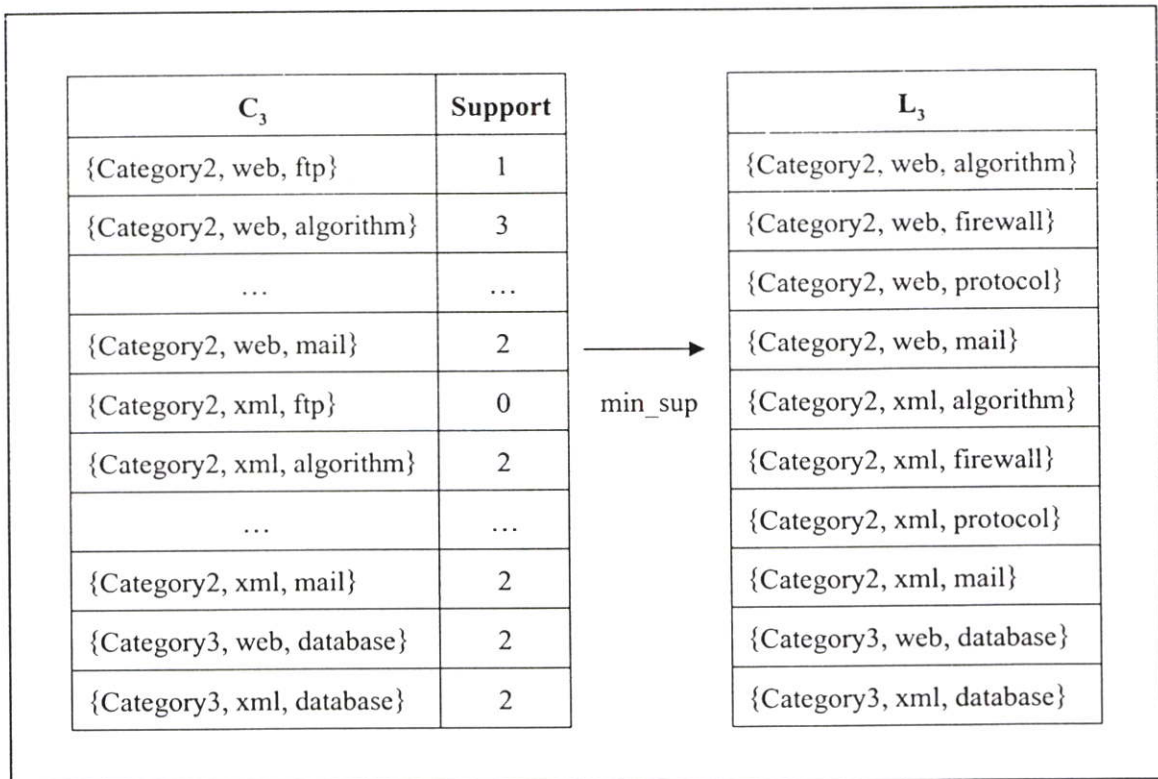 C₃ Support
{Category2, web, ftp} 1
{Category2, web, algorithm} 3
... ...
{Category2, web, mail} 2
{Category2, xml, ftp} 0
{Category2, xml, algorithm} 2
... ...
{Category2, xml, mail} 2
{Category3, web, database} 2
{Category3, xml, database} 2
min_sup
L₃
{Category2, web, algorithm}
{Category2, web, firewall}
{Category2, web, protocol}
{Category2, web, mail}
{Category2, xml, algorithm}
{Category2, xml, firewall}
{Category2, xml, protocol}
{Category2, xml, mail}
{Category3, web, database}
{Category3, xml, database}